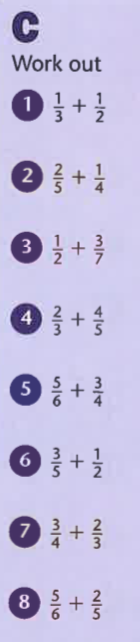 C
Work out
1 1/3 + 1/2
2 2/5 + 1/4
3 1/2 + 3/7
4 2/3 + 4/5
5 5/6 + 3/4
6 3/5 + 1/2
7 3/4 + 2/3
8 5/6 + 2/5